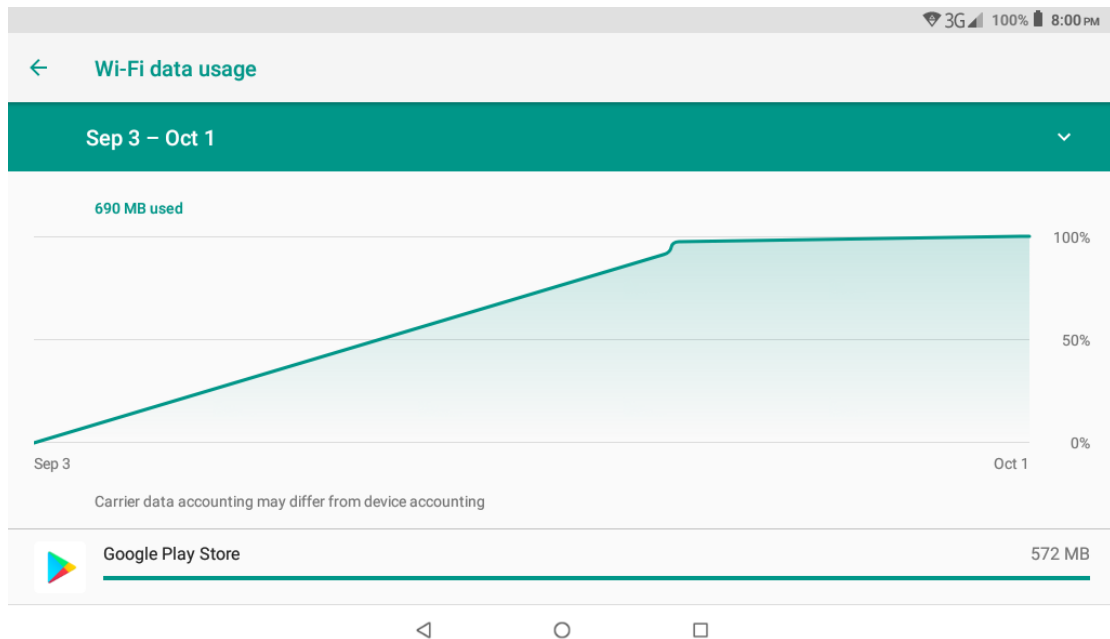 3G 100% 8:00 PM
Wi-Fi data usage
Sep 3 – Oct 1
690 MB used
100%
50%
0%
Sep 3 Oct 1
Carrier data accounting may differ from device accounting
Google Play Store 572 MB